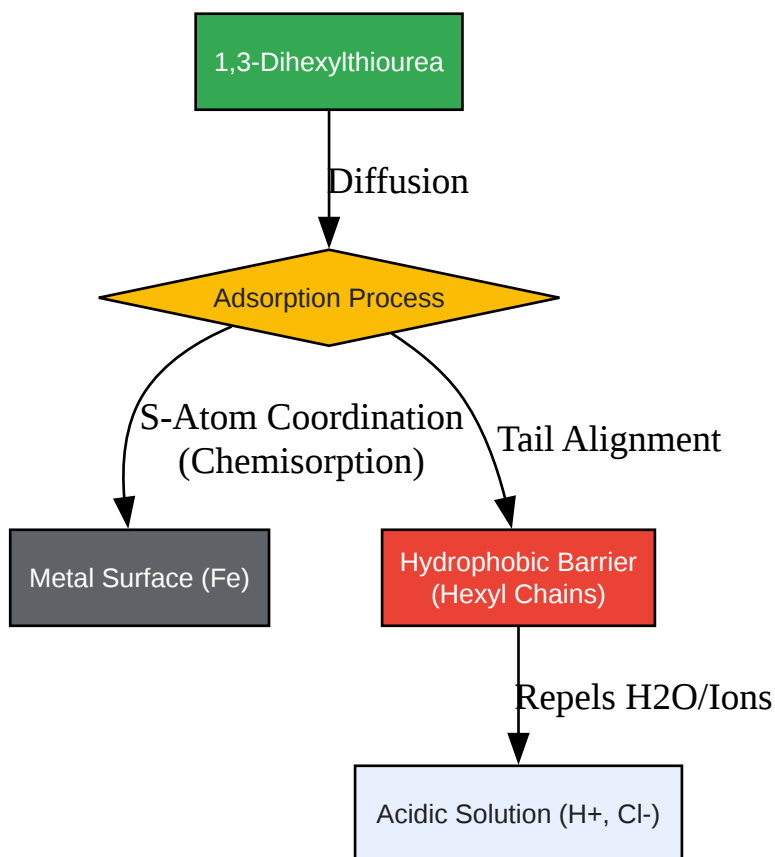 1,3-Dihexylthiourea
Diffusion
Adsorption Process
S-Atom Coordination
(Chemisorption)
Tail Alignment
Metal Surface (Fe)
Hydrophobic Barrier
(Hexyl Chains)
Repels H2O/Ions
Acidic Solution (H+, Cl-)